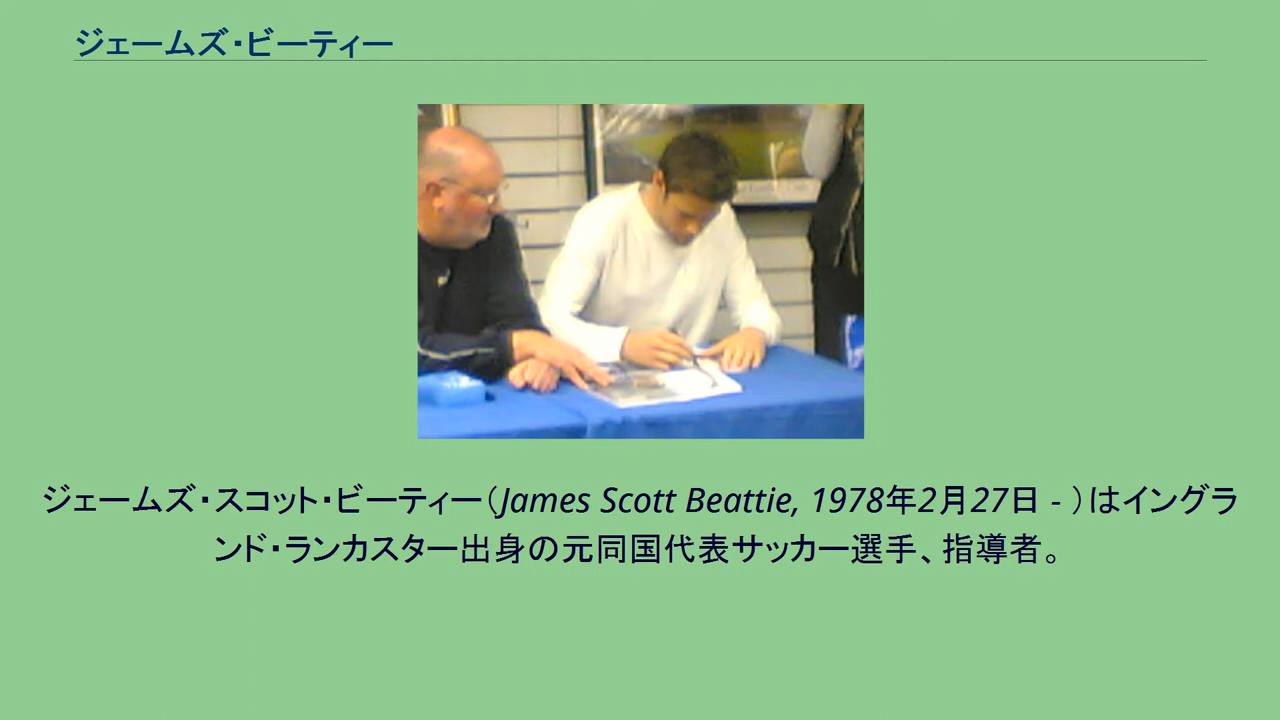 ジェームズ・ビーティー
ジェームズ・スコット・ビーティー（James Scott Beattie, 1978年2月27日 - ）はイングラ
ンド・ランカスター出身の元同国代表サッカー選手、指導者。